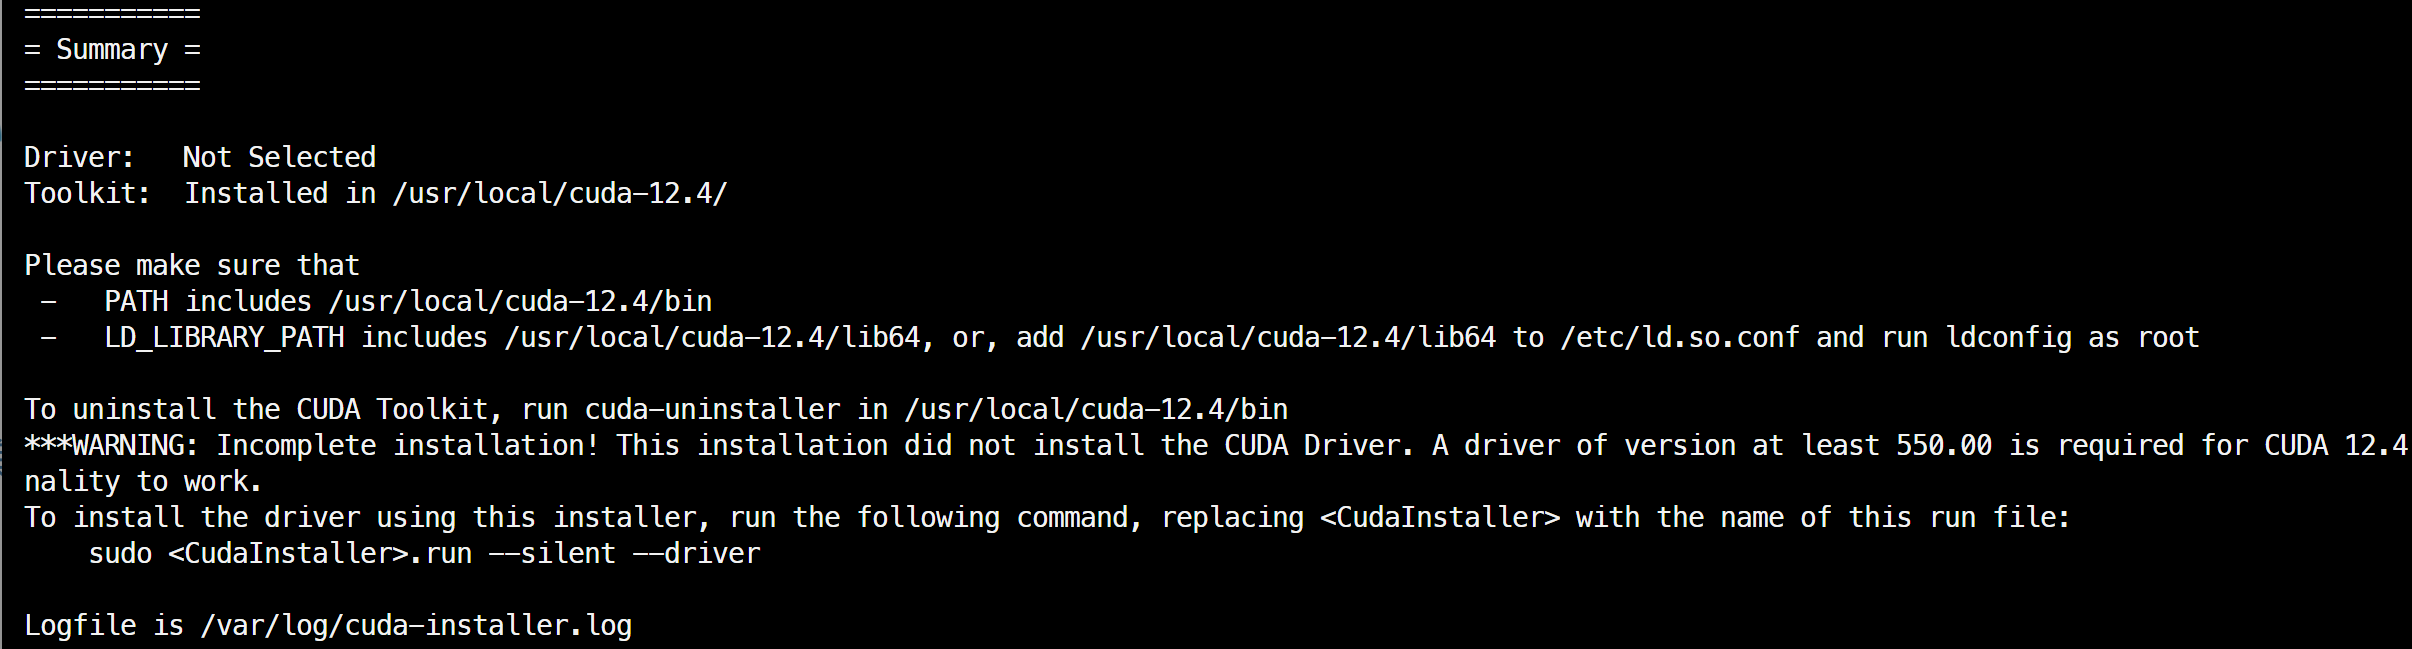 ===========
= Summary =
===========
Driver:   Not Selected
Toolkit:  Installed in /usr/local/cuda-12.4/
Please make sure that
 -   PATH includes /usr/local/cuda-12.4/bin
 -   LD_LIBRARY_PATH includes /usr/local/cuda-12.4/lib64, or, add /usr/local/cuda-12.4/lib64 to /etc/ld.so.conf and run ldconfig as root
To uninstall the CUDA Toolkit, run cuda-uninstaller in /usr/local/cuda-12.4/bin
***WARNING: Incomplete installation! This installation did not install the CUDA Driver. A driver of version at least 550.00 is required for CUDA 12.4
nality to work.
To install the driver using this installer, run the following command, replacing <CudaInstaller> with the name of this run file:
    sudo <CudaInstaller>.run --silent --driver
Logfile is /var/log/cuda-installer.log